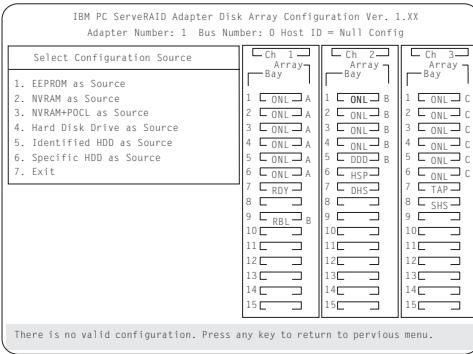 IBM PC ServeRAID Adapter Disk Array Configuration Ver. 1.XX
Adapter Number: 1 Bus Number: 0 Host ID = Null Config
Select Configuration Source
1. EEPROM as Source
2. NVRAM as Source
3. NVRAM+POCL as Source
4. Hard Disk Drive as Source
5. Identified HDD as Source
6. Specific HDD as Source
7. Exit
Ch 1
Array
Bay
1 ONL A
2 ONL A
3 ONL A
4 ONL A
5 ONL A
6 ONL A
7 RDY
8
9 RBL B
10
11
12
13
14
15
Ch 2
Array
Bay
1 ONL B
2 ONL B
3 ONL B
4 ONL B
5 DDD B
6 HSP
7 DHS
8
9
10
11
12
13
14
15
Ch 3
Array
Bay
1 ONL C
2 ONL C
3 ONL C
4 ONL C
5 ONL C
6 ONL C
7 TAP
8 SHS
9
10
11
12
13
14
15
There is no valid configuration. Press any key to return to pervious menu.